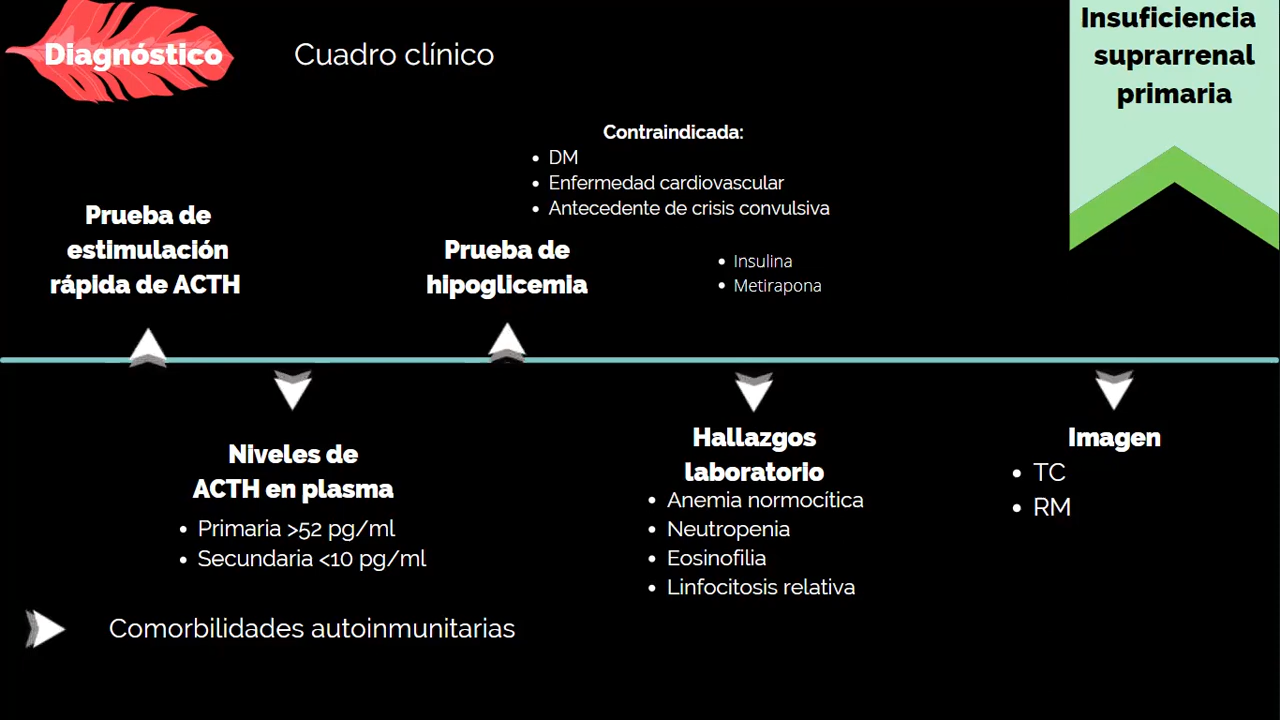 Diagnóstico
Cuadro clínico
Insuficiencia
suprarrenal
primaria
Contraindicada:
• DM
• Enfermedad cardiovascular
• Antecedente de crisis convulsiva
Prueba de
estimulación
rápida de ACTH
Prueba de
hipoglicemia
• Insulina
• Metirapona
Niveles de
ACTH en plasma
• Primaria >52 pg/ml
• Secundaria <10 pg/ml
Hallazgos
laboratorio
• Anemia normocítica
• Neutropenia
• Eosinofilia
• Linfocitosis relativa
Imagen
• TC
• RM
Comorbilidades autoinmunitarias